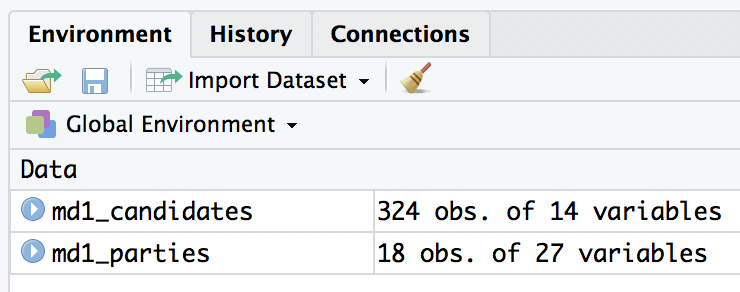 Environment History Connections
Import Dataset
Global Environment
Data
md1_candidates 324 obs. of 14 variables
md1_parties 18 obs. of 27 variables